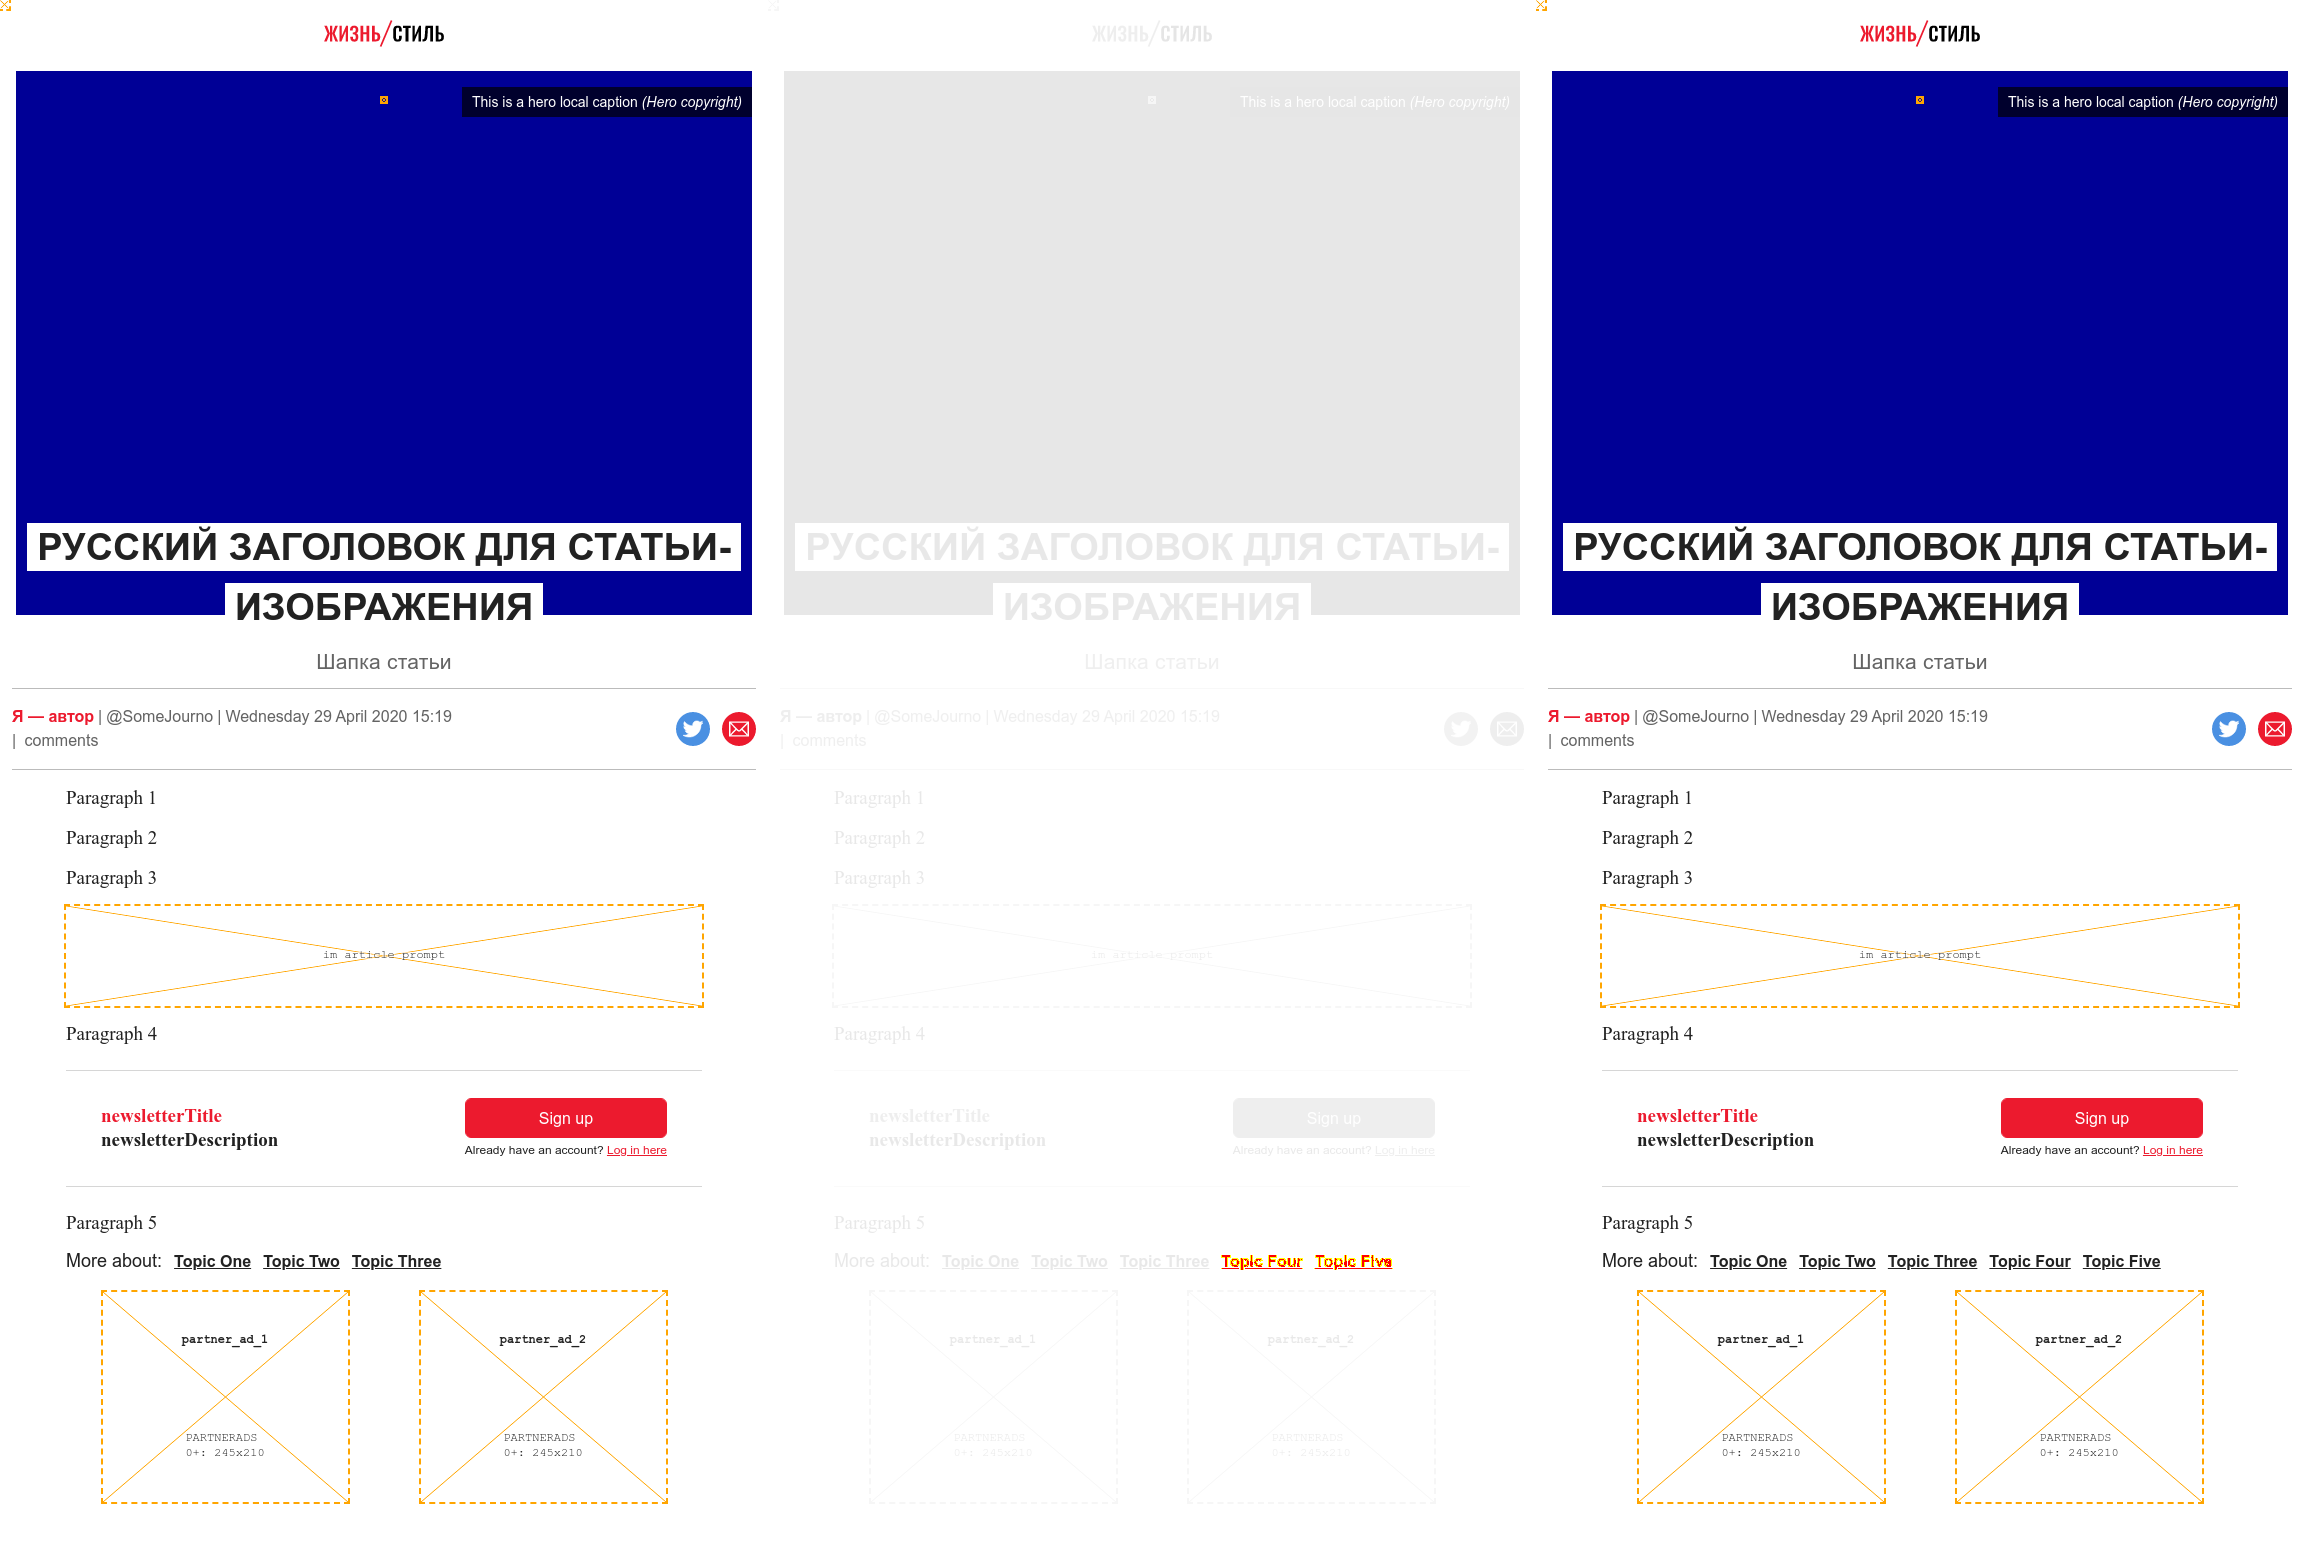 ЖИЗНЬ/СТИЛЬ
This is a hero local caption (Hero copyright)
РУССКИЙ ЗАГОЛОВОК ДЛЯ СТАТЬИ-
ИЗОБРАЖЕНИЯ
Шапка статьи
Я — автор | @SomeJourno | Wednesday 29 April 2020 15:19
| comments
Paragraph 1
Paragraph 2
Paragraph 3
im article prompt
Paragraph 4
newsletterTitle
newsletterDescription
Sign up
Already have an account? Log in here
Paragraph 5
More about: Topic One Topic Two Topic Three
partner_ad_1 partner_ad_2
PARTNERADS PARTNERADS
0+: 245x210 0+: 245x210
ЖИЗНЬ/СТИЛЬ
This is a hero local caption (Hero copyright)
РУССКИЙ ЗАГОЛОВОК ДЛЯ СТАТЬИ-
ИЗОБРАЖЕНИЯ
Шапка статьи
Я — автор | @SomeJourno | Wednesday 29 April 2020 15:19
| comments
Paragraph 1
Paragraph 2
Paragraph 3
im article prompt
Paragraph 4
newsletterTitle
newsletterDescription
Sign up
Already have an account? Log in here
Paragraph 5
More about: Topic One Topic Two Topic Three Topic Four Topic Five
partner_ad_1 partner_ad_2
PARTNERADS PARTNERADS
0+: 245x210 0+: 245x210
ЖИЗНЬ/СТИЛЬ
This is a hero local caption (Hero copyright)
РУССКИЙ ЗАГОЛОВОК ДЛЯ СТАТЬИ-
ИЗОБРАЖЕНИЯ
Шапка статьи
Я — автор | @SomeJourno | Wednesday 29 April 2020 15:19
| comments
Paragraph 1
Paragraph 2
Paragraph 3
im article prompt
Paragraph 4
newsletterTitle
newsletterDescription
Sign up
Already have an account? Log in here
Paragraph 5
More about: Topic One Topic Two Topic Three Topic Four Topic Five
partner_ad_1 partner_ad_2
PARTNERADS PARTNERADS
0+: 245x210 0+: 245x210